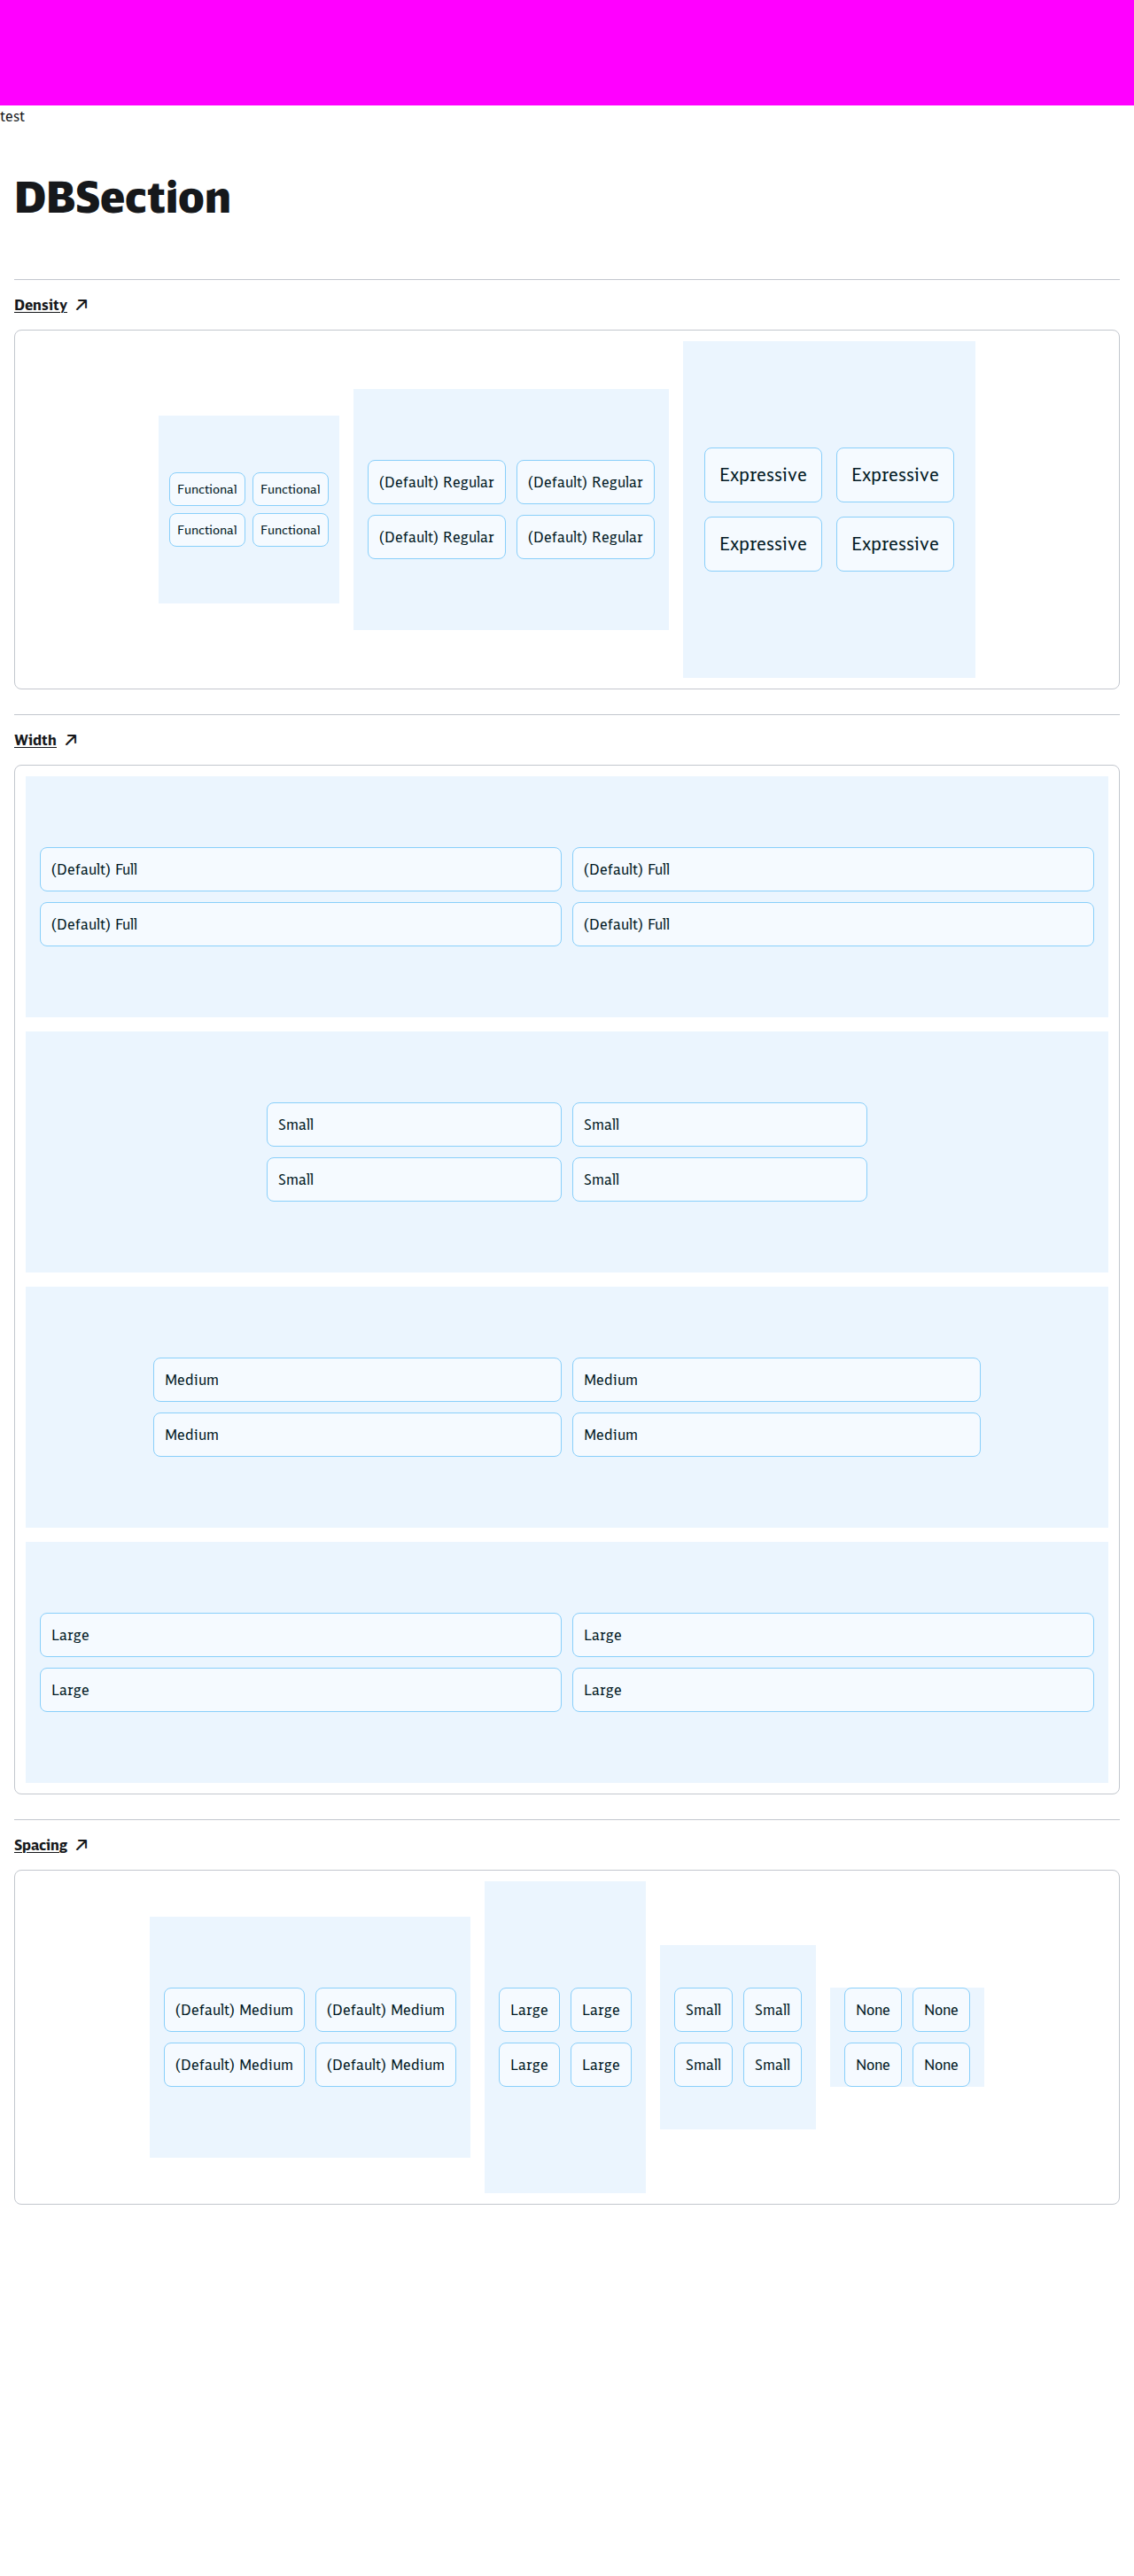 test
DBSection
Density
Functional Functional
Functional Functional
(Default) Regular (Default) Regular
(Default) Regular (Default) Regular
Expressive Expressive
Expressive Expressive
Width
(Default) Full (Default) Full
(Default) Full (Default) Full
Small Small
Small Small
Medium Medium
Medium Medium
Large Large
Large Large
Spacing
(Default) Medium (Default) Medium
(Default) Medium (Default) Medium
Large Large
Large Large
Small Small
Small Small
None None
None None